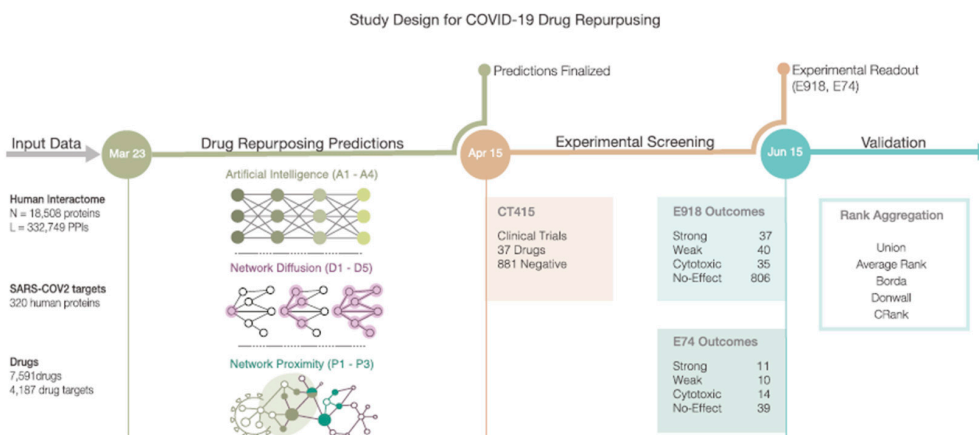 Study Design for COVID-19 Drug Repurpusing
Predictions Finalized
Experimental Readout
(E918, E74)
Input Data
Mar 23
Drug Repurposing Predictions
Apr 15
Experimental Screening
Jun 15
Validation
Human Interactome
N = 18,508 proteins
L = 332,749 PPIs
SARS-COV2 targets
320 human proteins
Drugs
7,591drugs
4,187 drug targets
Artificial Intelligence (A1 - A4)
Network Diffusion (D1 - D5)
Network Proximity (P1 - P3)
CT415
Clinical Trials
37 Drugs
881 Negative
E918 Outcomes
Strong 37
Weak 40
Cytotoxic 35
No-Effect 806
E74 Outcomes
Strong 11
Weak 10
Cytotoxic 14
No-Effect 39
Rank Aggregation
Union
Average Rank
Borda
Donwall
CRank